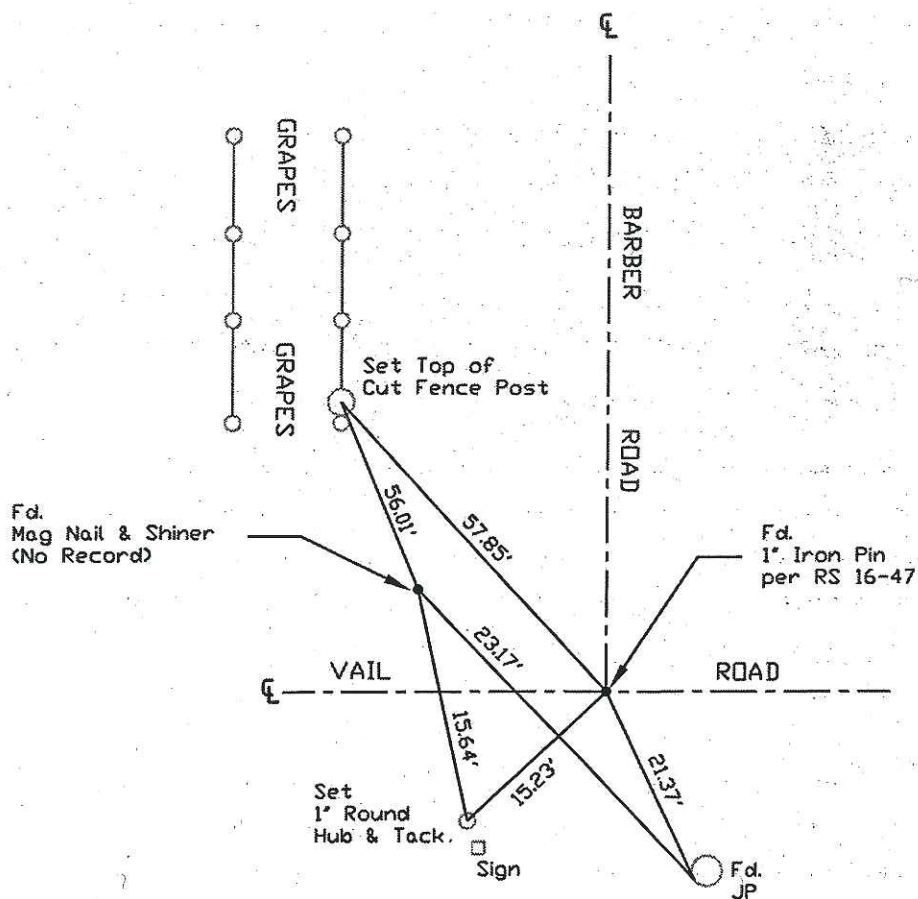 ℄
GRAPES
BARBER
GRAPES
Set Top of
Cut Fence Post
ROAD
56.01'
57.85'
Fd.
Mag Nail & Shiner
(No Record)
Fd.
1" Iron Pin
per RS 16-47
23.17'
℄
VAIL
ROAD
15.64'
15.23'
21.37'
Set
1" Round
Hub & Tack.
Sign
Fd.
JP